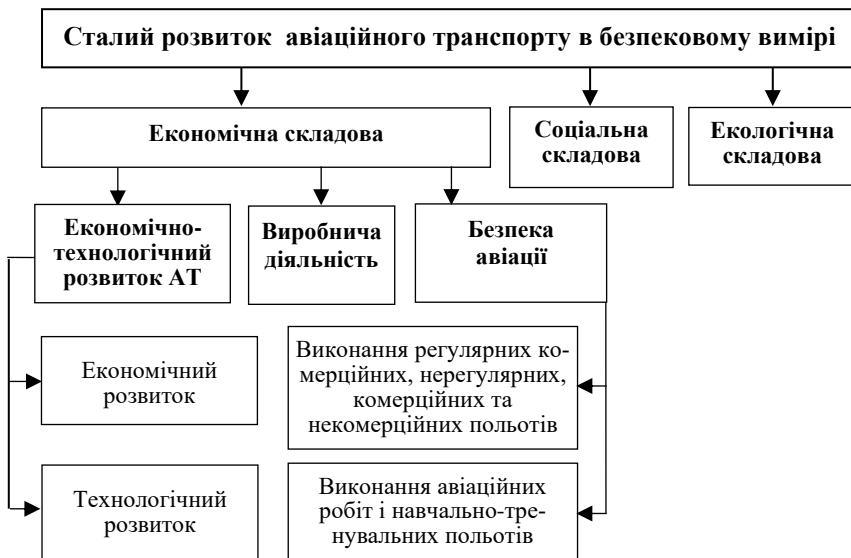 Сталий розвиток авіаційного транспорту в безпековому вимірі
Економічна складова
Соціальна
складова
Екологічна
складова
Економічно-
технологічний
розвиток АТ
Виробнича
діяльність
Безпека
авіації
Економічний
розвиток
Виконання регулярних ко-
мерційних, нерегулярних,
комерційних та
некомерційних польотів
Технологічний
розвиток
Виконання авіаційних
робіт і навчально-тре-
нувальних польотів